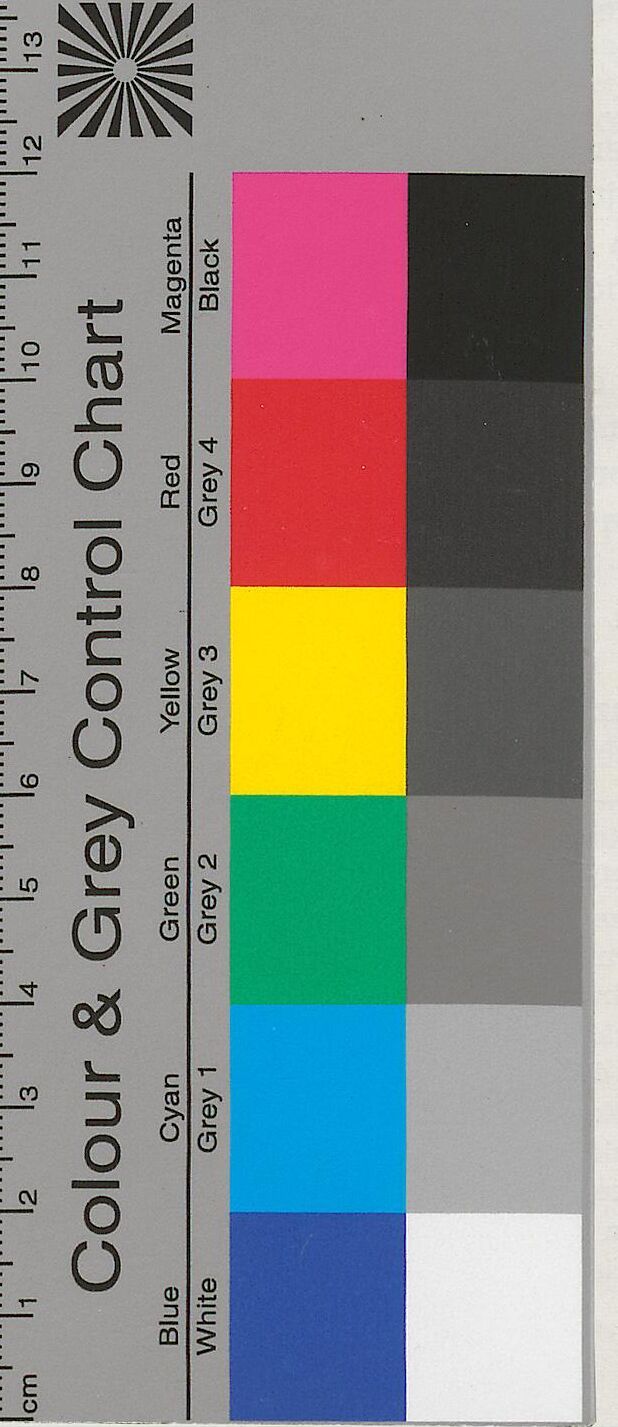 cm 1 2 3 4 5 6 7 8 9 10 11 12 13
Colour & Grey Control Chart
Blue Cyan Green Yellow Red Magenta
White Grey 1 Grey 2 Grey 3 Grey 4 Black